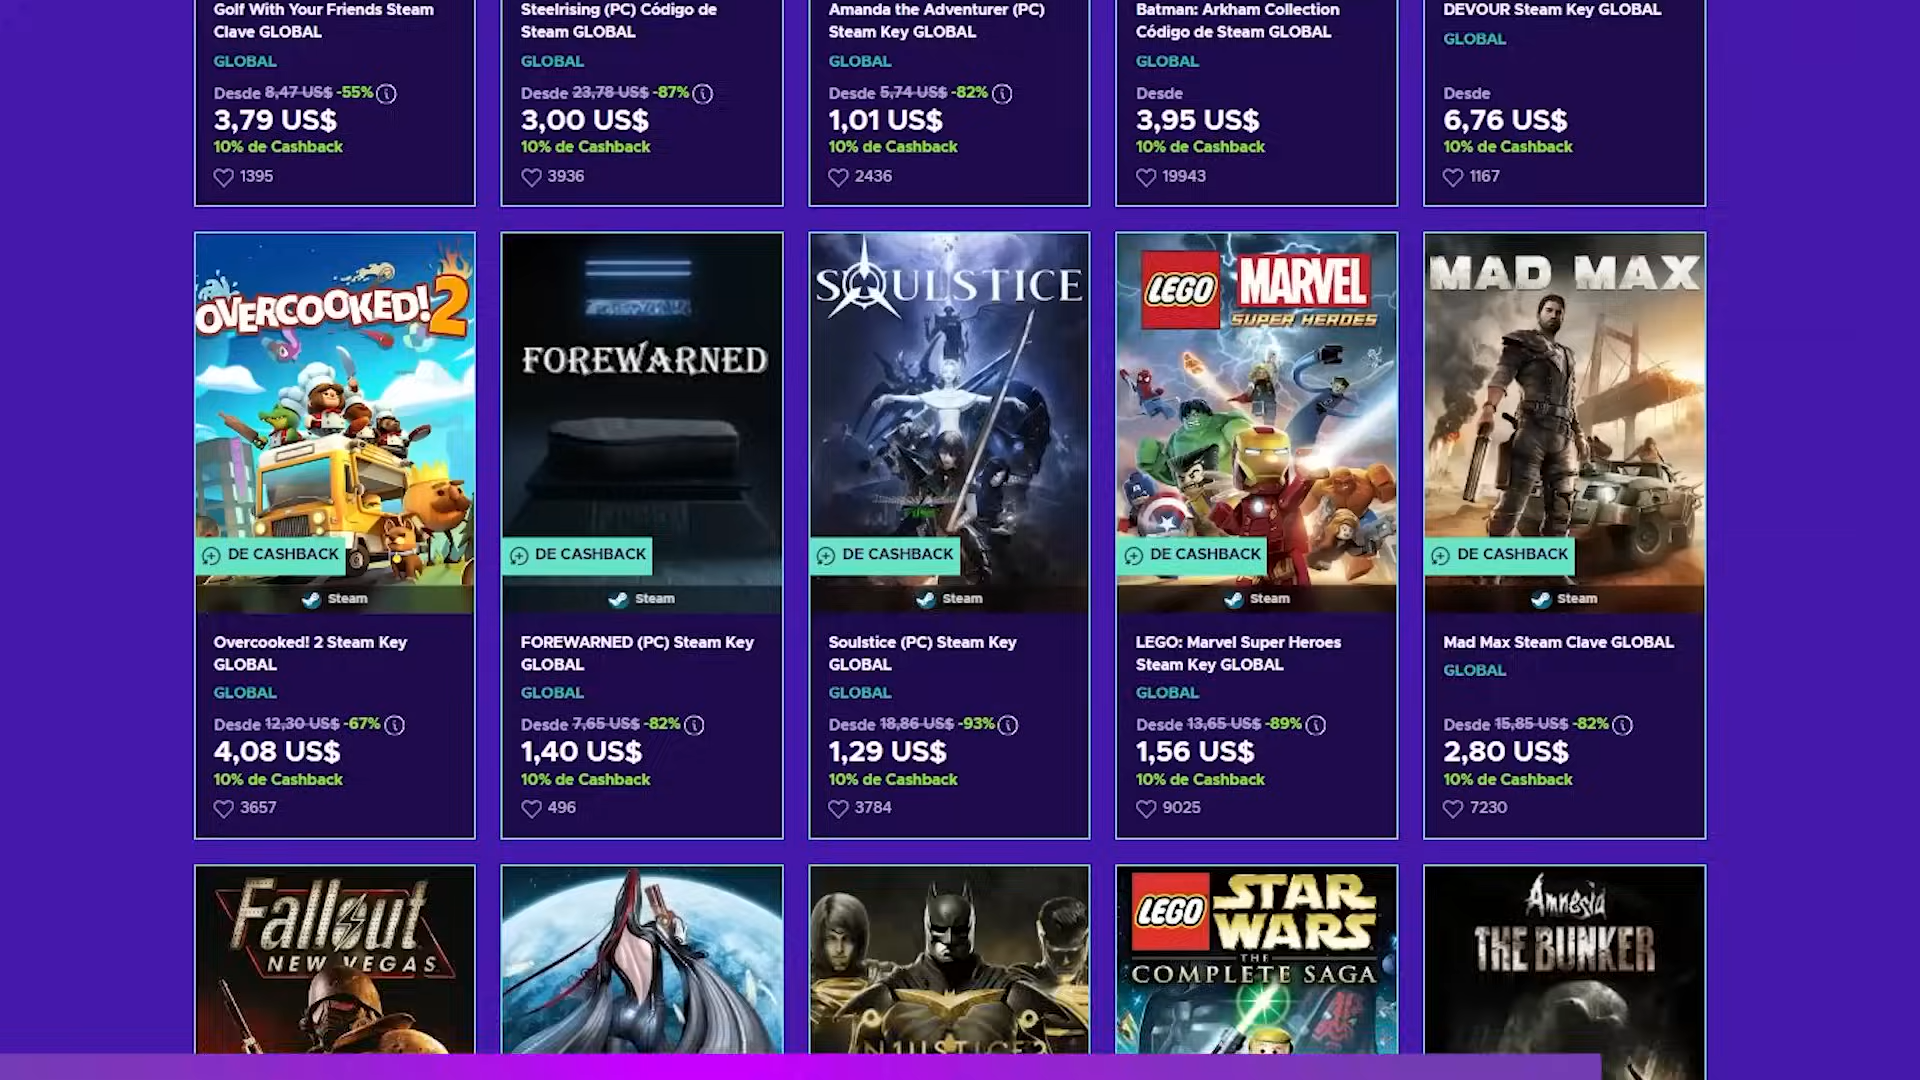 Golf With Your Friends Steam
Clave GLOBAL
GLOBAL
Desde 8,47 US$ -55%
3,79 US$
10% de Cashback
1395
Steelrising (PC) Código de
Steam GLOBAL
GLOBAL
Desde 23,78 US$ -87%
3,00 US$
10% de Cashback
3936
Amanda the Adventurer (PC)
Steam Key GLOBAL
GLOBAL
Desde 5,74 US$ -82%
1,01 US$
10% de Cashback
2436
Batman: Arkham Collection
Código de Steam GLOBAL
GLOBAL
Desde
3,95 US$
10% de Cashback
19943
DEVOUR Steam Key GLOBAL
GLOBAL
Desde
6,76 US$
10% de Cashback
1167
OVERCOOKED! 2
DE CASHBACK
Steam
Overcooked! 2 Steam Key
GLOBAL
GLOBAL
Desde 12,30 US$ -67%
4,08 US$
10% de Cashback
3657
FOREWARNED
DE CASHBACK
Steam
FOREWARNED (PC) Steam Key
GLOBAL
GLOBAL
Desde 7,65 US$ -82%
1,40 US$
10% de Cashback
496
SOULSTICE
DE CASHBACK
Steam
Soulstice (PC) Steam Key
GLOBAL
GLOBAL
Desde 18,86 US$ -93%
1,29 US$
10% de Cashback
3784
LEGO MARVEL
SUPER HEROES
DE CASHBACK
Steam
LEGO: Marvel Super Heroes
Steam Key GLOBAL
GLOBAL
Desde 13,65 US$ -89%
1,56 US$
10% de Cashback
9025
MAD MAX
DE CASHBACK
Steam
Mad Max Steam Clave GLOBAL
GLOBAL
Desde 15,85 US$ -82%
2,80 US$
10% de Cashback
7230
Fallout
NEW VEGAS
INJUSTICE 2
LEGO STAR
WARS
THE
COMPLETE SAGA
Amnesia
THE BUNKER